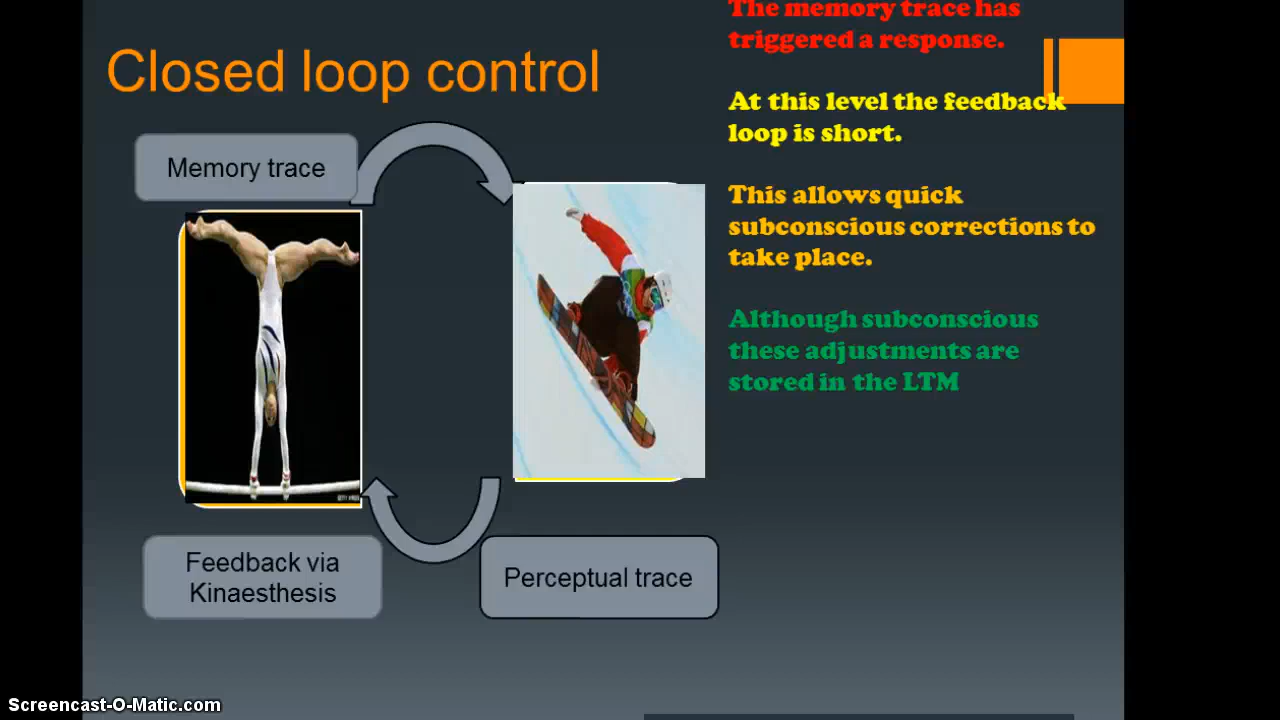 The memory trace has
triggered a response.
Closed loop control
At this level the feedback
loop is short.
Memory trace
This allows quick
subconscious corrections to
take place.
Although subconscious
these adjustments are
stored in the LTM
Feedback via
Kinaesthesis
Perceptual trace
Screencast-O-Matic.com